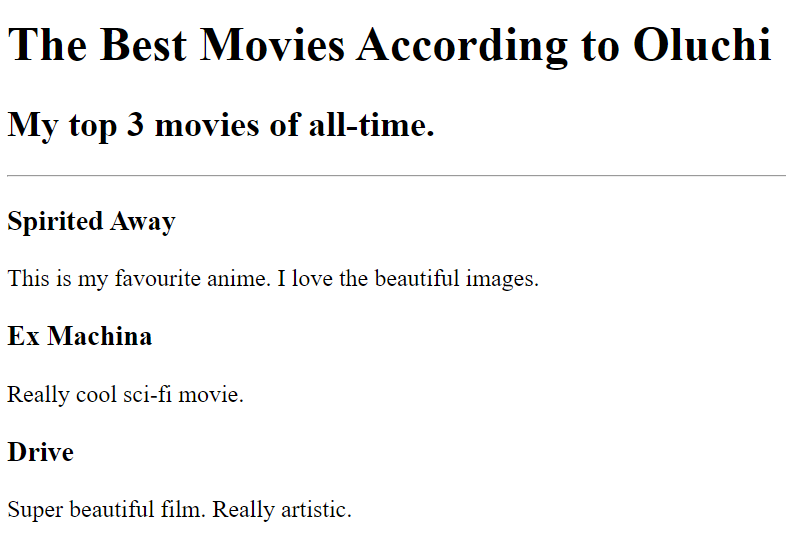 The Best Movies According to Oluchi
My top 3 movies of all-time.
Spirited Away
This is my favourite anime. I love the beautiful images.
Ex Machina
Really cool sci-fi movie.
Drive
Super beautiful film. Really artistic.